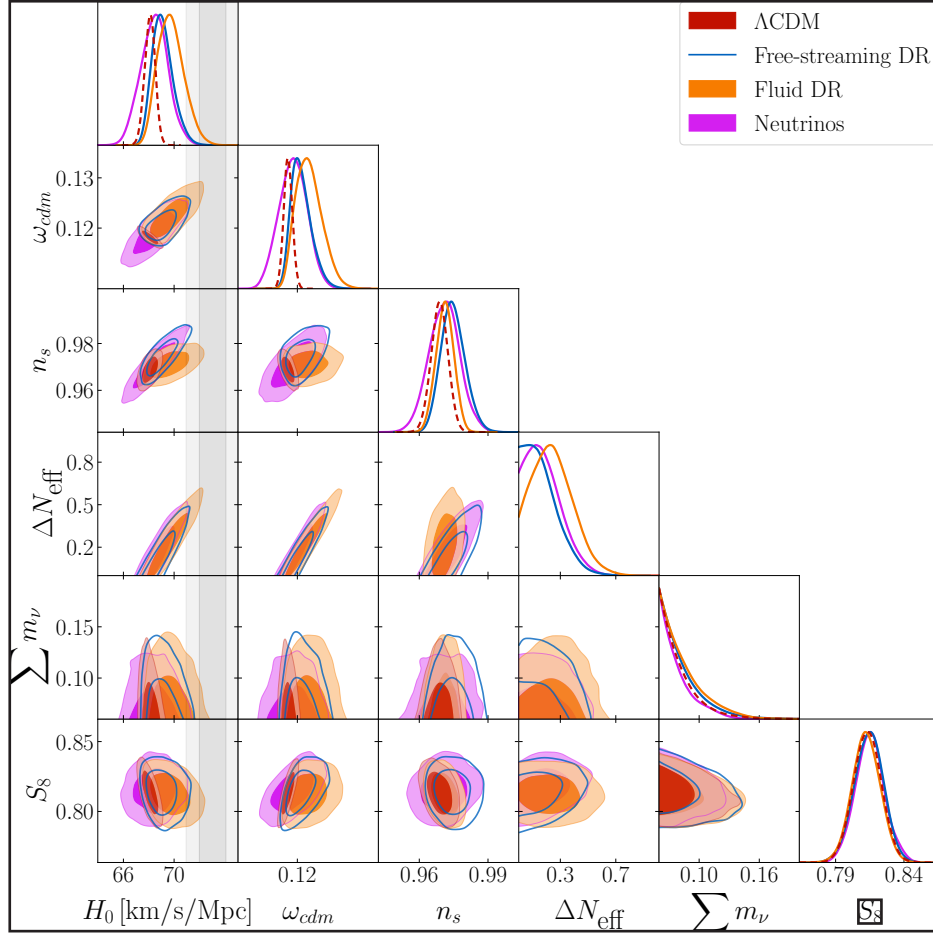 ΛCDM
Free-streaming DR
Fluid DR
Neutrinos
ω_cdm
0.13
0.12
n_s
0.98
0.96
ΔN_eff
0.8
0.5
0.2
∑ m_ν
0.15
0.10
S_8
0.85
0.80
66 70 0.12 0.96 0.99 0.3 0.7 0.10 0.16 0.79 0.84
H_0 [km/s/Mpc] ω_cdm n_s ΔN_eff ∑ m_ν S_8